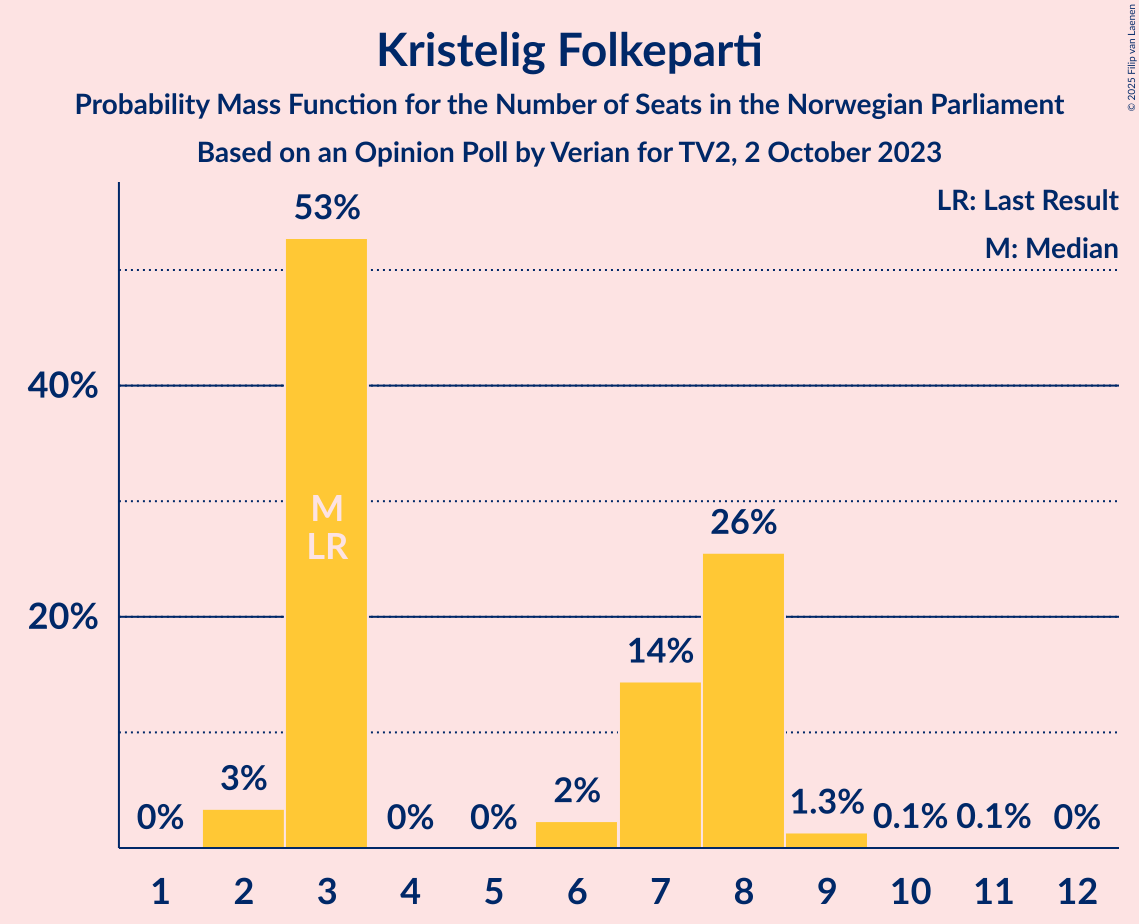 Kristelig Folkeparti
Probability Mass Function for the Number of Seats in the Norwegian Parliament
Based on an Opinion Poll by Verian for TV2, 2 October 2023
© 2025 Filip van Laenen
LR: Last Result
M: Median
53%
40%
M
LR
26%
20%
14%
3%
2%
1.3%
0%
0%
0%
0.1%
0.1%
0%
1 2 3 4 5 6 7 8 9 10 11 12